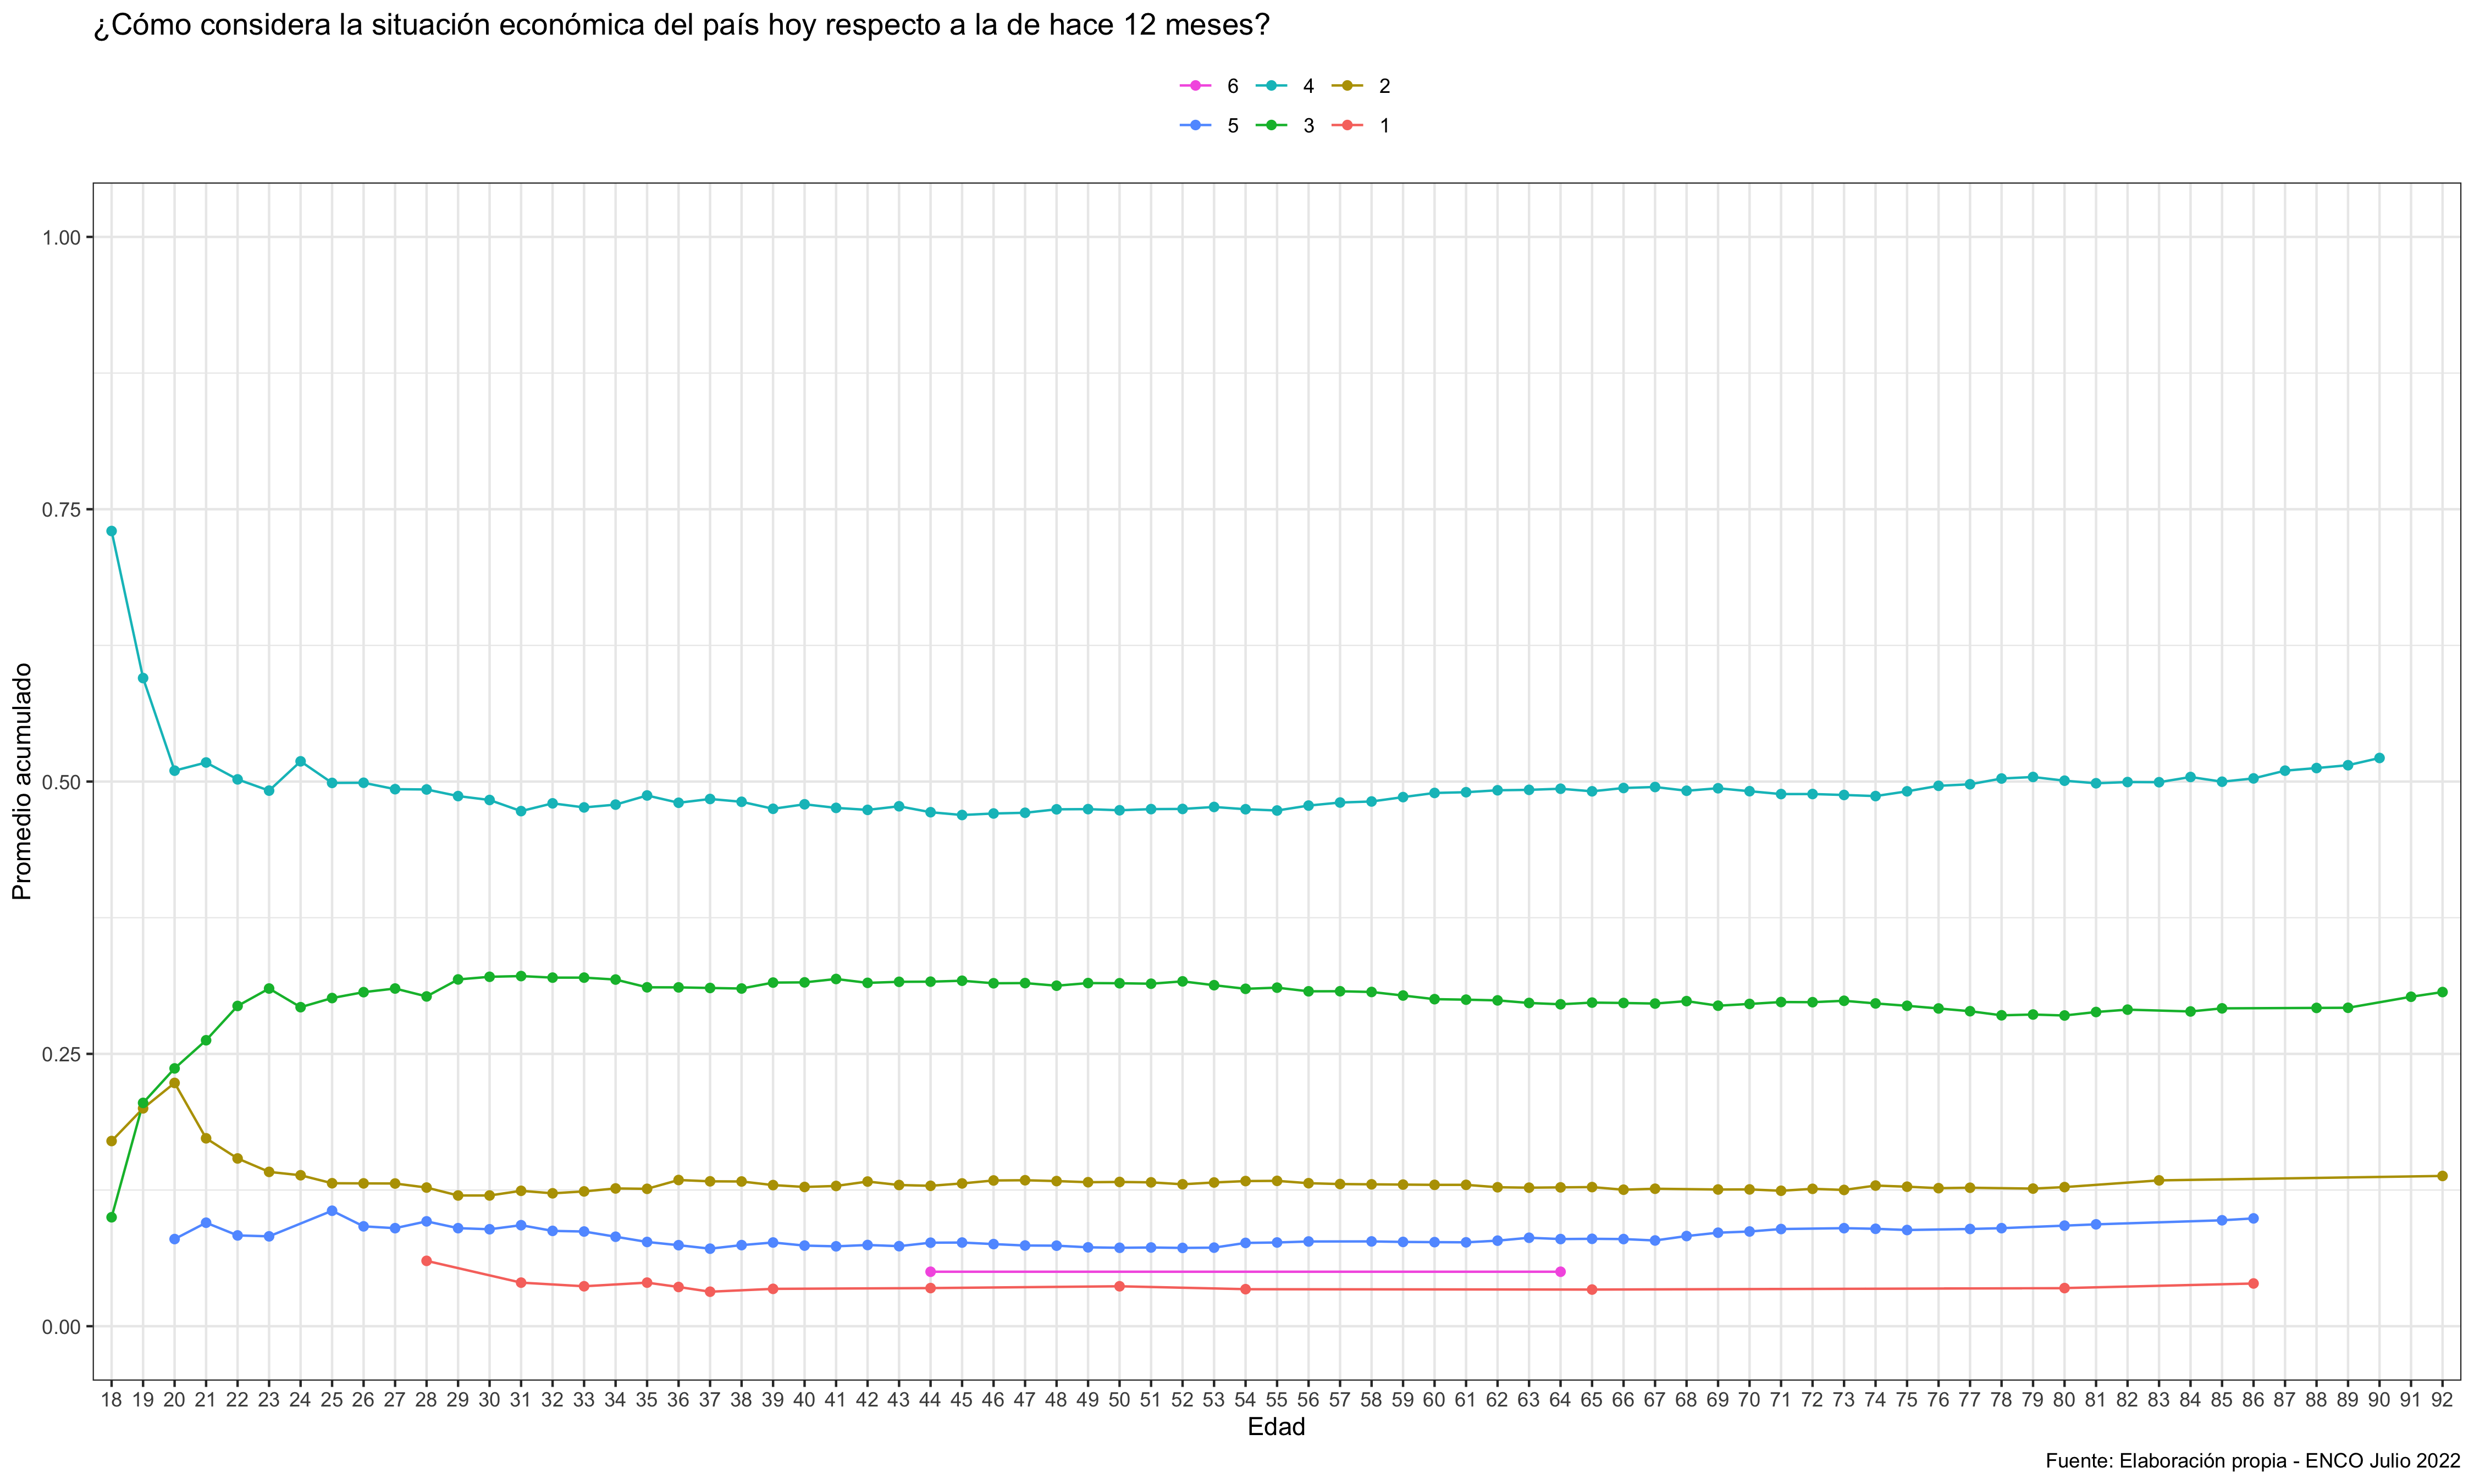 ¿Cómo considera la situación económica del país hoy respecto a la de hace 12 meses?
6 4 2
5 3 1
Promedio acumulado
1.00
0.75
0.50
0.25
0.00
18 19 20 21 22 23 24 25 26 27 28 29 30 31 32 33 34 35 36 37 38 39 40 41 42 43 44 45 46 47 48 49 50 51 52 53 54 55 56 57 58 59 60 61 62 63 64 65 66 67 68 69 70 71 72 73 74 75 76 77 78 79 80 81 82 83 84 85 86 87 88 89 90 91 92
Edad
Fuente: Elaboración propia - ENCO Julio 2022